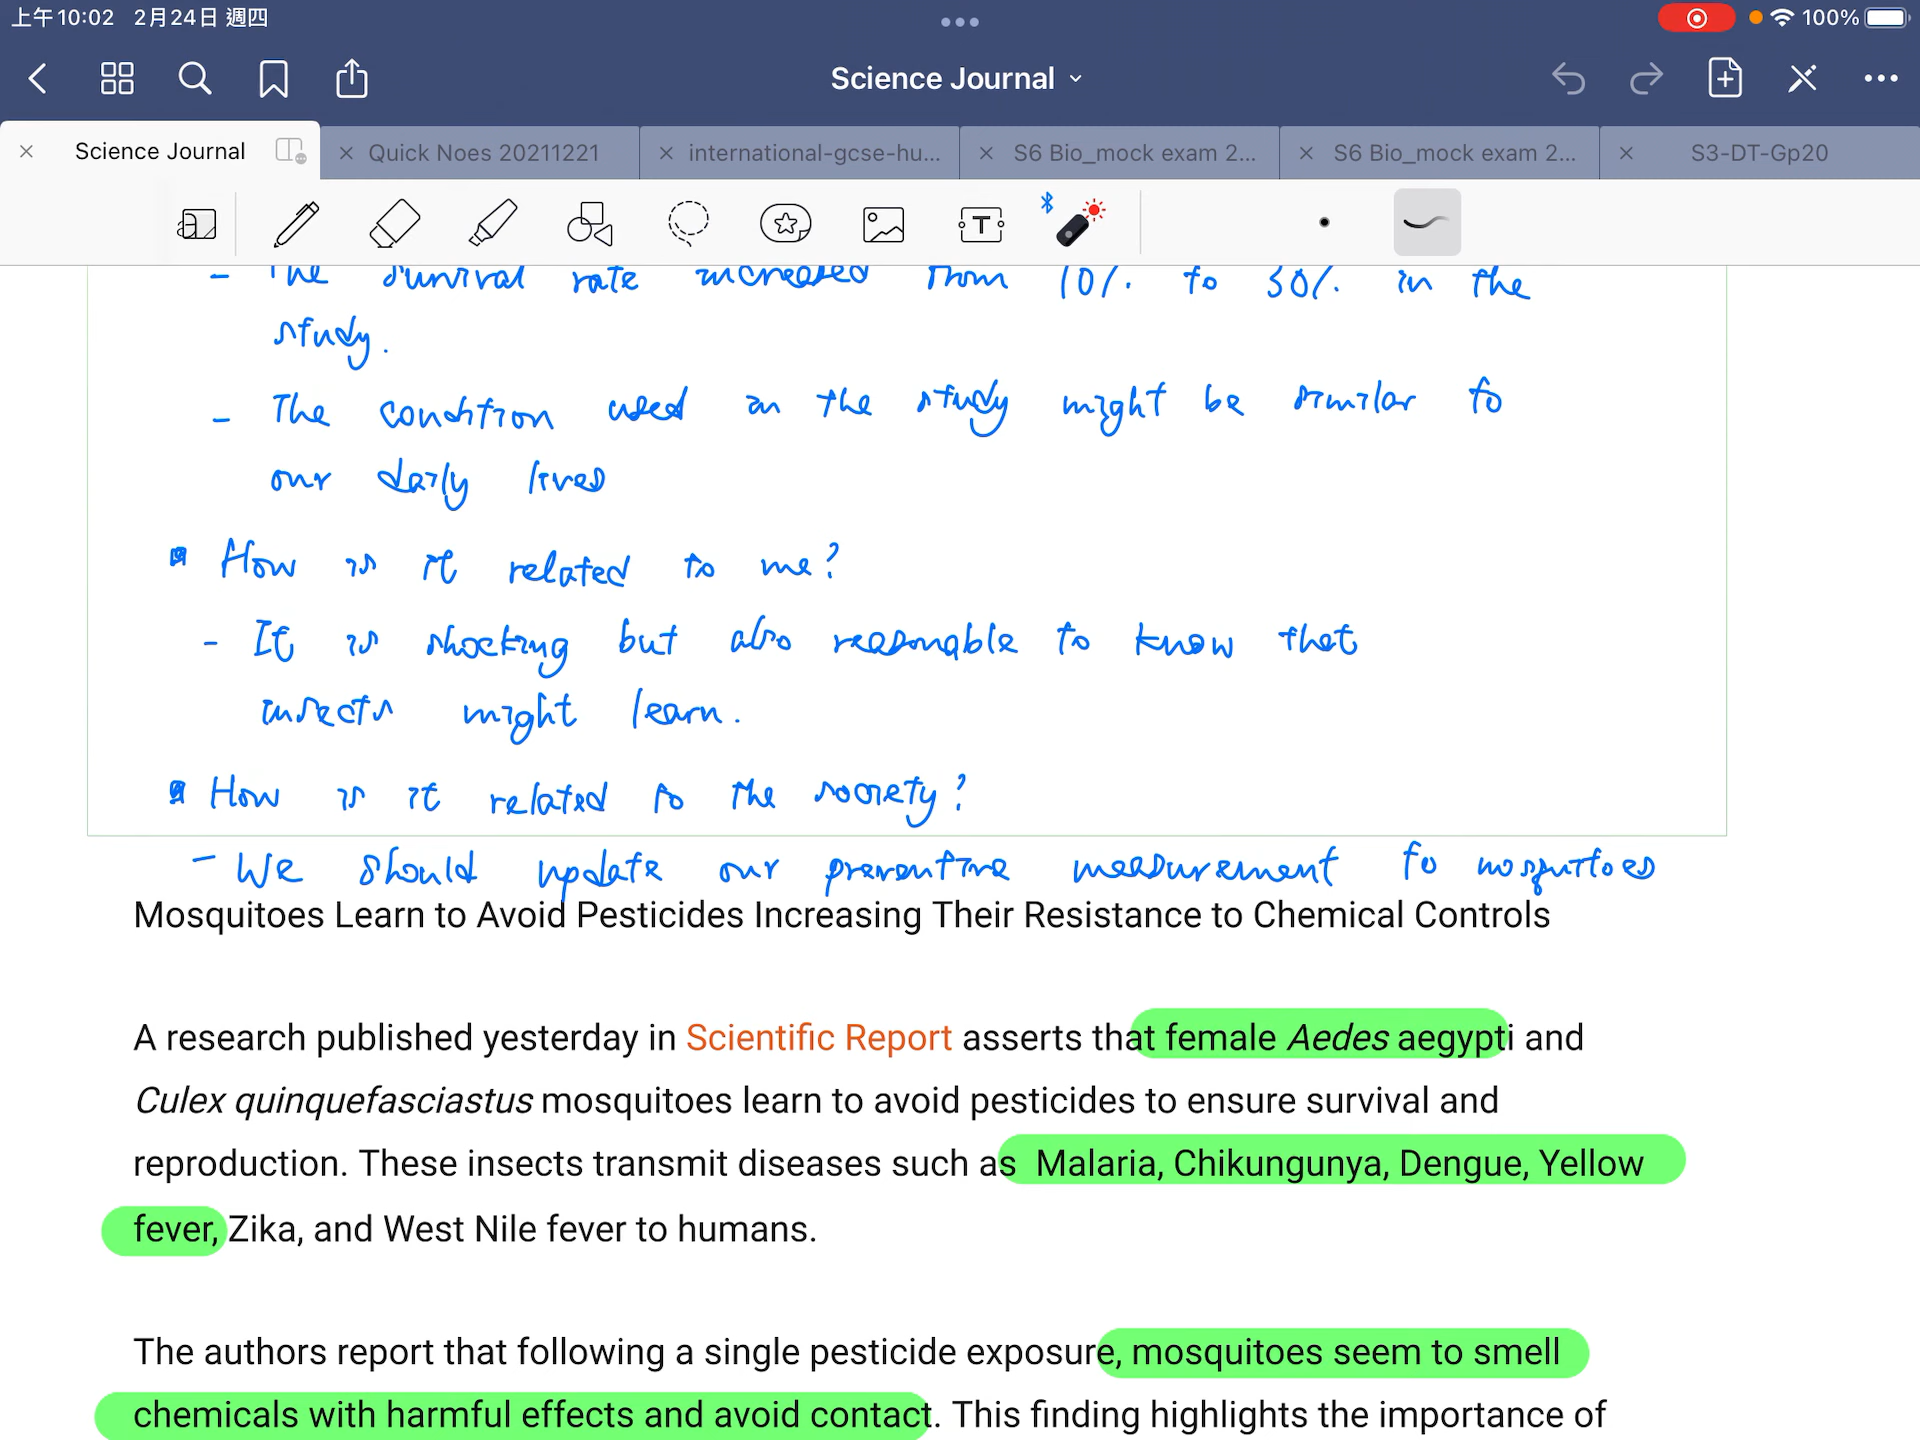 上午10:02 2月24日 週四
100%
Science Journal
Science Journal
Quick Noes 20211221
international-gcse-hu...
S6 Bio_mock exam 2...
S6 Bio_mock exam 2...
S3-DT-Gp20
- The survival rate increased from 10% to 30% in the
study.
- The condition used in the study might be similar to
our daily lives
How is it related to me?
- It is shocking but also reasonable to know that
insects might learn.
How is it related to the society?
- We should update our preventive measurement to mosquitoes
Mosquitoes Learn to Avoid Pesticides Increasing Their Resistance to Chemical Controls
A research published yesterday in Scientific Report asserts that female Aedes aegypti and
Culex quinquefasciastus mosquitoes learn to avoid pesticides to ensure survival and
reproduction. These insects transmit diseases such as Malaria, Chikungunya, Dengue, Yellow
fever, Zika, and West Nile fever to humans.
The authors report that following a single pesticide exposure, mosquitoes seem to smell
chemicals with harmful effects and avoid contact. This finding highlights the importance of